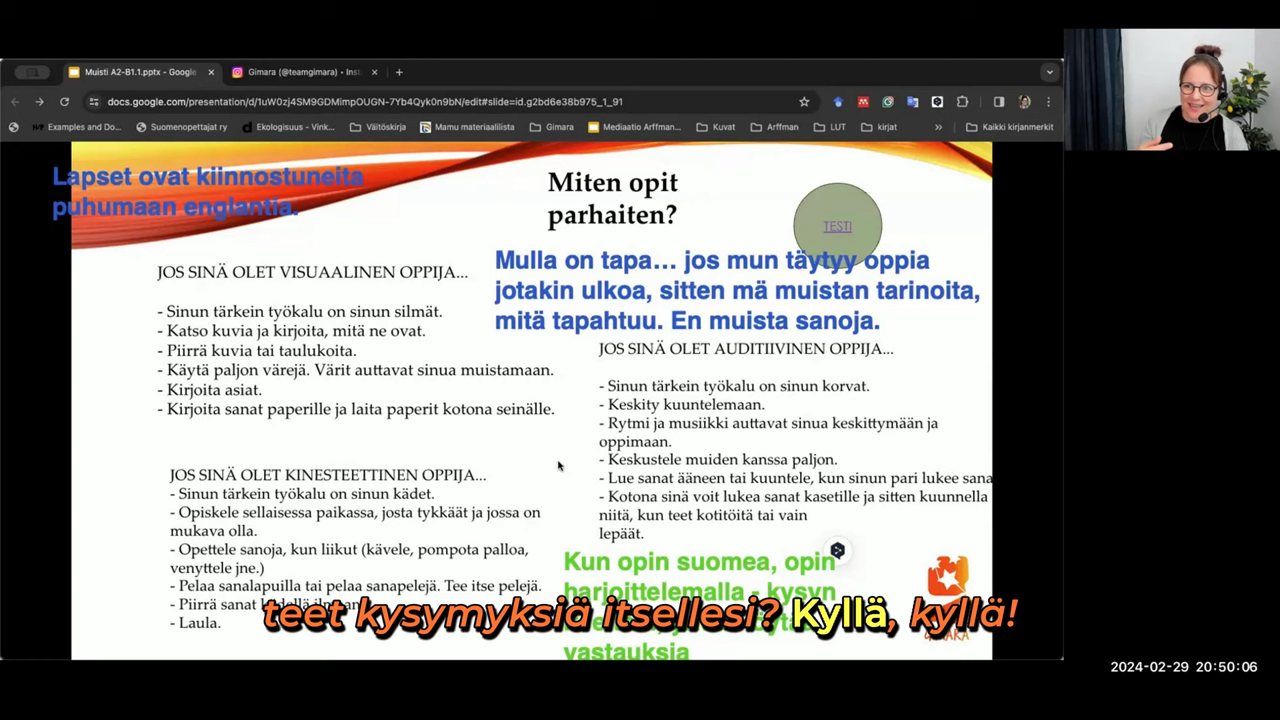 Muisti A2-B1.1.pptx - Google
Gimara (@teamgimara) • Inst
docs.google.com/presentation/d/1uW0zj4SM9GDMimpOUGN-7Yb4Qyk0n9bN/edit#slide=id.g2bd6e38b975_1_91
Examples and Do...
Suomenopettajat ry
Ekologisuus - Vink...
Väitöskirja
Mamu materiaalilista
Gimara
Mediaatio Arffman...
Kuvat
Arffman
LUT
kirjat
»
Kaikki kirjanmerkit
Lapset ovat kiinnostuneita
puhumaan englantia.
Miten opit
parhaiten?
TESTI
Mulla on tapa... jos mun täytyy oppia
jotakin ulkoa, sitten mä muistan tarinoita,
mitä tapahtuu. En muista sanoja.
JOS SINÄ OLET VISUAALINEN OPPIJA...
- Sinun tärkein työkalu on sinun silmät.
- Katso kuvia ja kirjoita, mitä ne ovat.
- Piirrä kuvia tai taulukoita.
- Käytä paljon värejä. Värit auttavat sinua muistamaan.
- Kirjoita asiat.
- Kirjoita sanat paperille ja laita paperit kotona seinälle.
JOS SINÄ OLET AUDITIIVINEN OPPIJA...
- Sinun tärkein työkalu on sinun korvat.
- Keskity kuuntelemaan.
- Rytmi ja musiikki auttavat sinua keskittymään ja
oppimaan.
- Keskustele muiden kanssa paljon.
- Lue sanat ääneen tai kuuntele, kun sinun pari lukee sana
- Kotona sinä voit lukea sanat kasetille ja sitten kuunnella
niitä, kun teet kotitöitä tai vain
lepäät.
JOS SINÄ OLET KINESTEETTINEN OPPIJA...
- Sinun tärkein työkalu on sinun kädet.
- Opiskele sellaisessa paikassa, josta tykkäät ja jossa on
mukava olla.
- Opettele sanoja, kun liikut (kävele, pompota palloa,
venyttele jne.)
- Pelaa sanalapuilla tai pelaa sanapelejä. Tee itse pelejä.
- Piirrä sanat
- Laula.
Kun opin suomea, opin
harjoittelemalla - kysyn
vastauksia
teet kysymyksiä itsellesi? Kyllä, kyllä!
2024-02-29 20:50:06